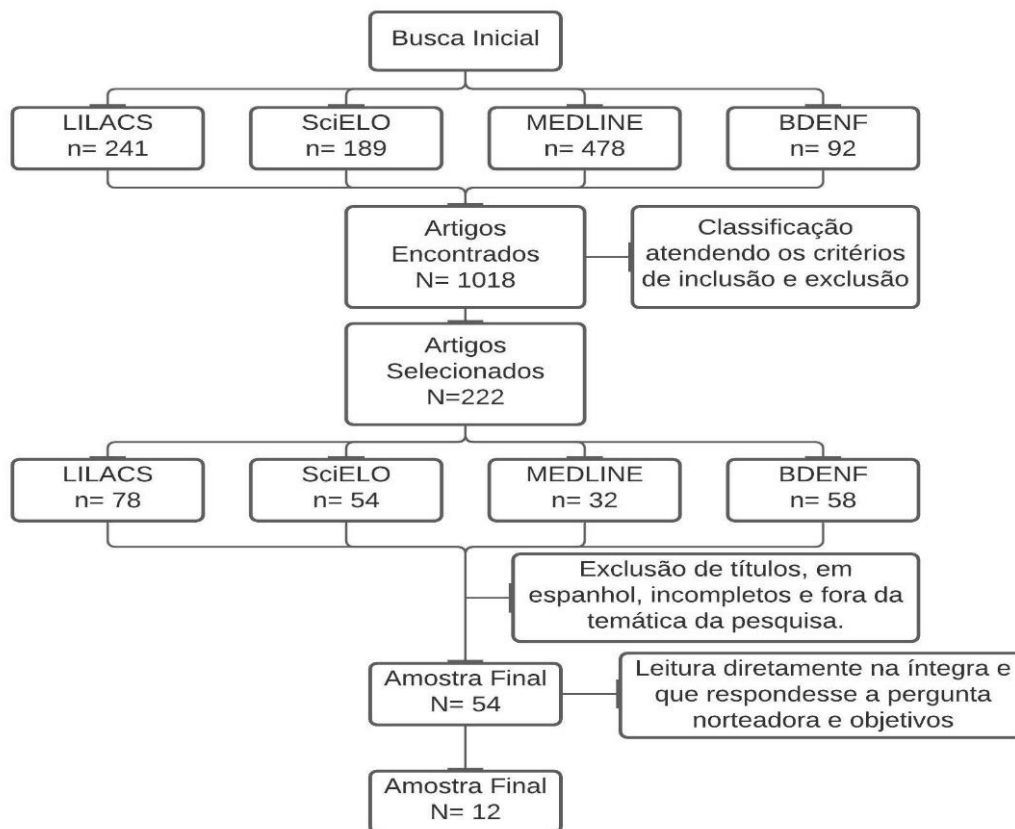 Busca Inicial
LILACS
n= 241
SciELO
n= 189
MEDLINE
n= 478
BDENF
n= 92
Artigos
Encontrados
N= 1018
Classificação
atendendo os critérios
de inclusão e exclusão
Artigos
Selecionados
N=222
LILACS
n= 78
SciELO
n= 54
MEDLINE
n= 32
BDENF
n= 58
Exclusão de títulos, em
espanhol, incompletos e fora da
temática da pesquisa.
Amostra Final
N= 54
Leitura diretamente na íntegra e
que respondesse a pergunta
norteadora e objetivos
Amostra Final
N= 12